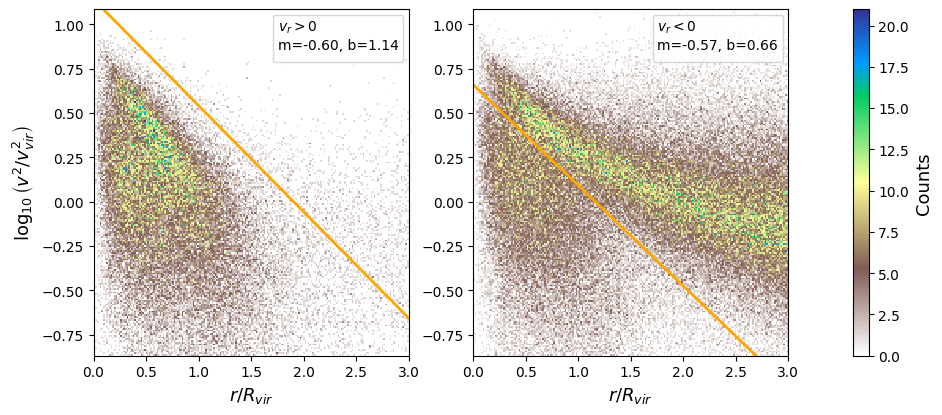 log₁₀ (v²/v²_vir)
1.00
0.75
0.50
0.25
0.00
−0.25
−0.50
−0.75
v_r > 0
m=-0.60, b=1.14
0.0 0.5 1.0 1.5 2.0 2.5 3.0
r/R_vir
1.00
0.75
0.50
0.25
0.00
−0.25
−0.50
−0.75
v_r < 0
m=-0.57, b=0.66
0.0 0.5 1.0 1.5 2.0 2.5 3.0
r/R_vir
20.0
17.5
15.0
12.5
10.0
7.5
5.0
2.5
0.0
Counts